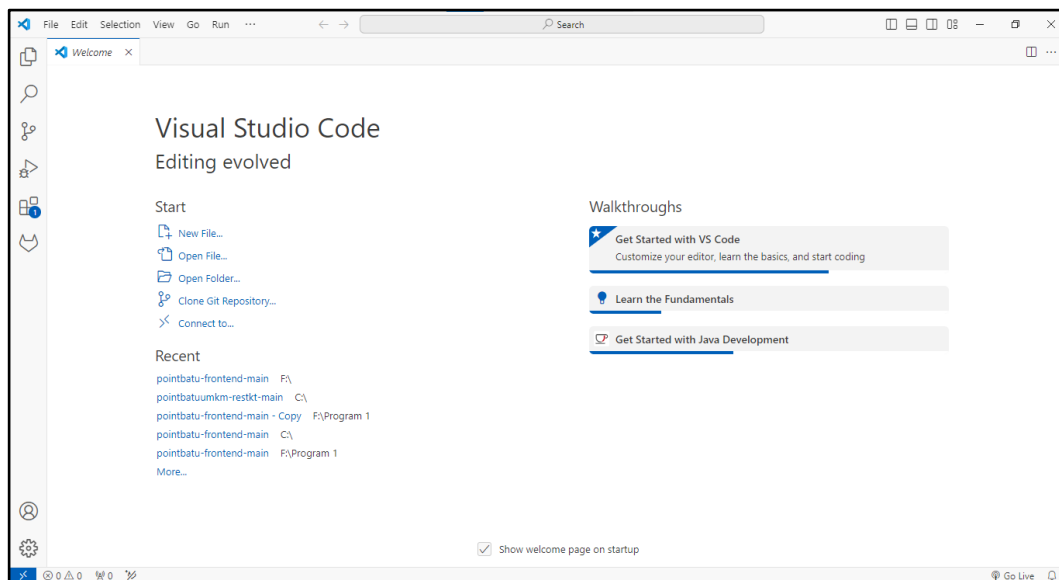 File Edit Selection View Go Run ··· Search
Welcome
Visual Studio Code
Editing evolved
Start
New File...
Open File...
Open Folder...
Clone Git Repository...
Connect to...
Recent
pointbatu-frontend-main F:\
pointbatuumkm-restkt-main C:\
pointbatu-frontend-main - Copy F:\Program 1
pointbatu-frontend-main C:\
pointbatu-frontend-main F:\Program 1
More...
Walkthroughs
Get Started with VS Code
Customize your editor, learn the basics, and start coding
Learn the Fundamentals
Get Started with Java Development
1
Show welcome page on startup
0 0 0 Go Live